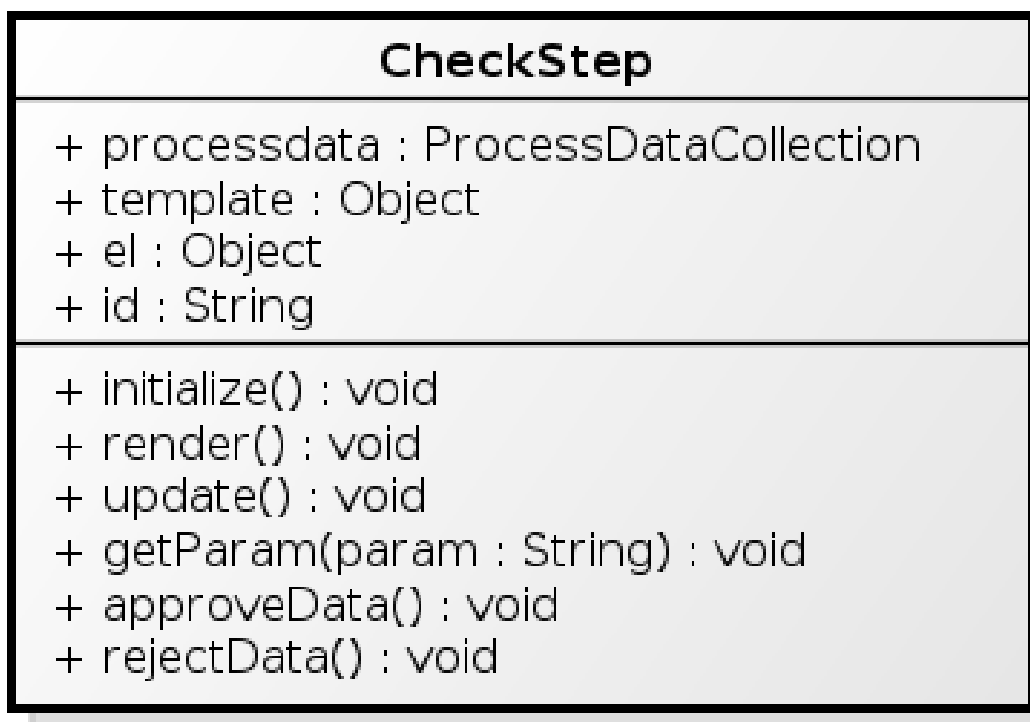 CheckStep
+ processdata : ProcessDataCollection
+ template : Object
+ el : Object
+ id : String
+ initialize() : void
+ render() : void
+ update() : void
+ getParam(param : String) : void
+ approveData() : void
+ rejectData() : void